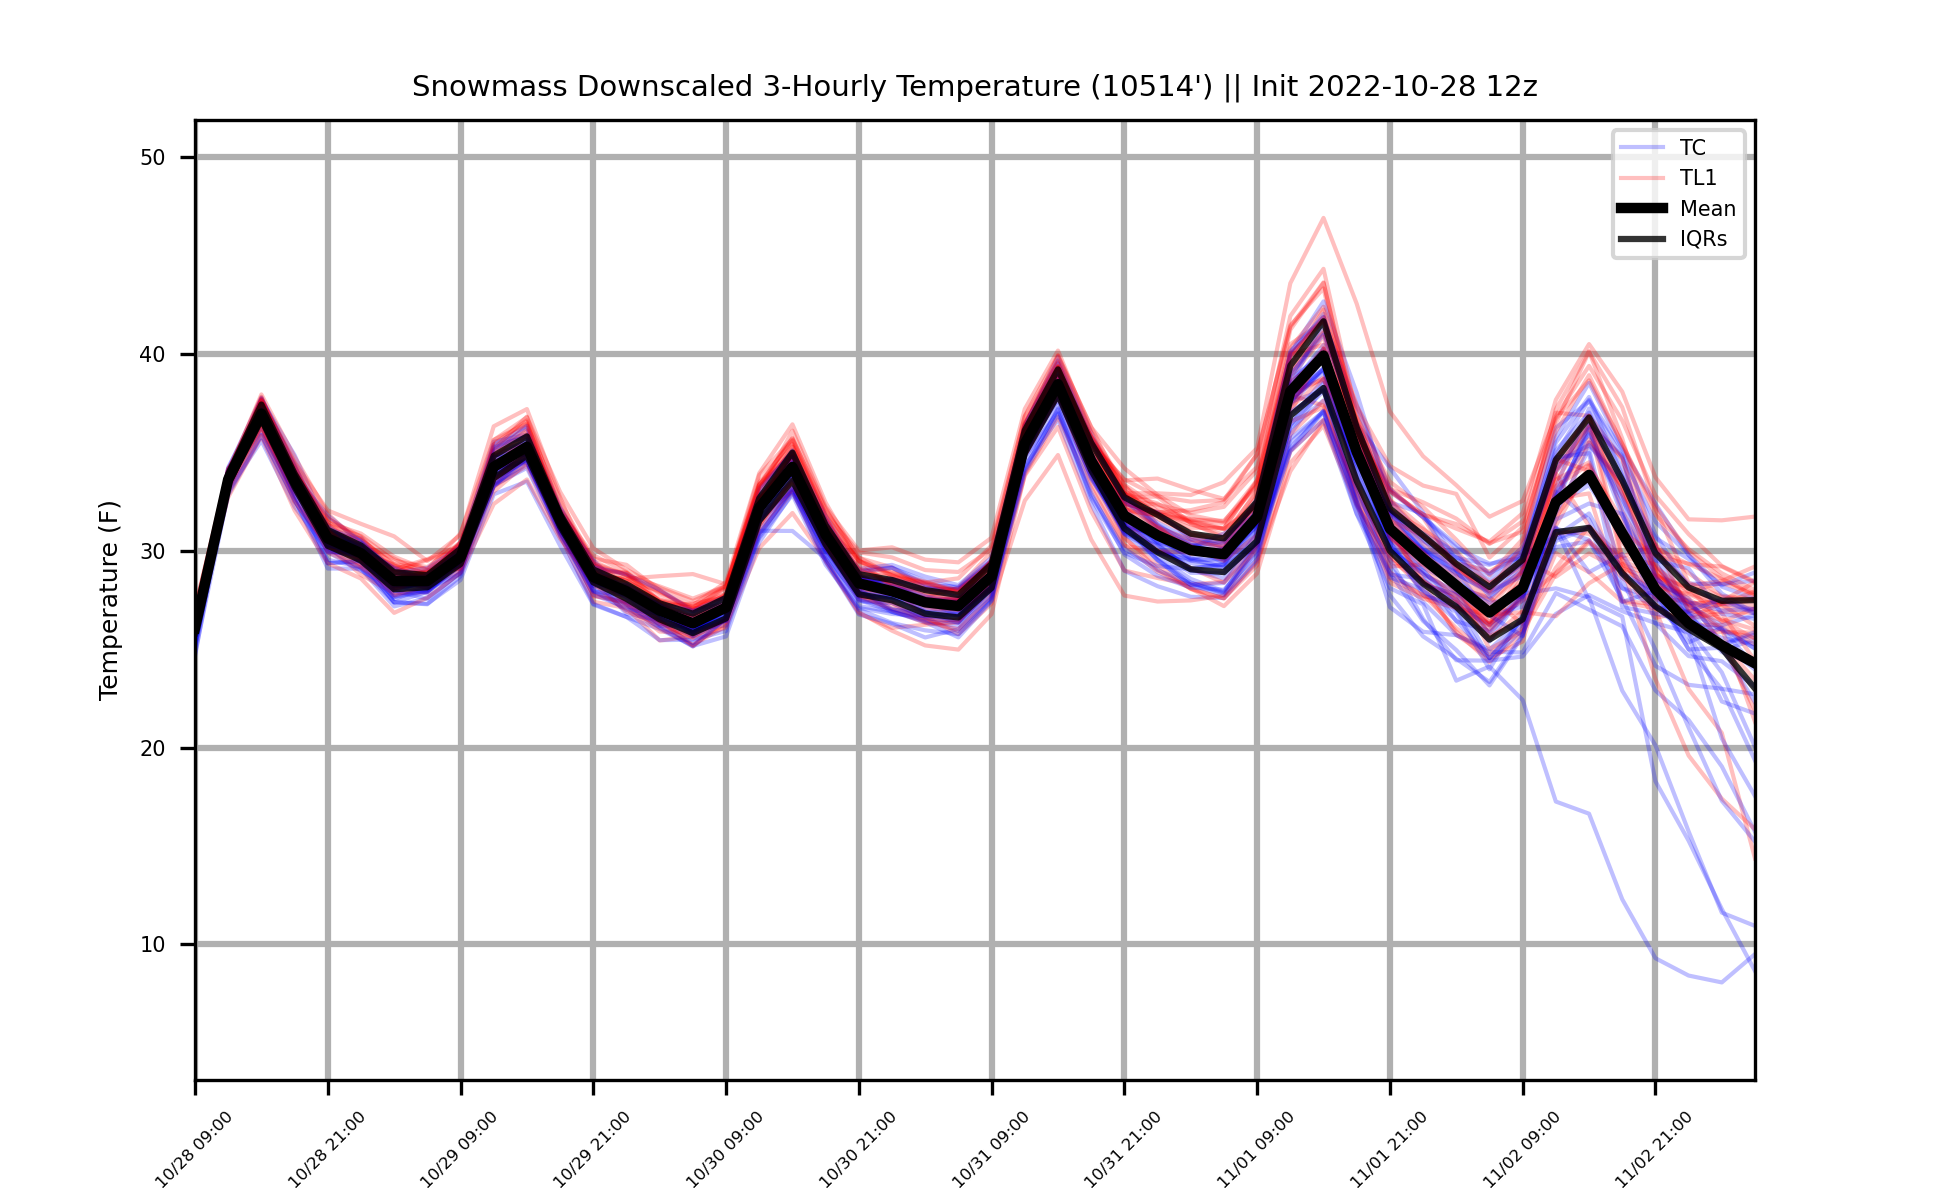 Snowmass Downscaled 3-Hourly Temperature (10514') || Init 2022-10-28 12z
TC
TL1
Mean
IQRs
Temperature (F)
50
40
30
20
10
10/28 09:00
10/28 21:00
10/29 09:00
10/29 21:00
10/30 09:00
10/30 21:00
10/31 09:00
10/31 21:00
11/01 09:00
11/01 21:00
11/02 09:00
11/02 21:00